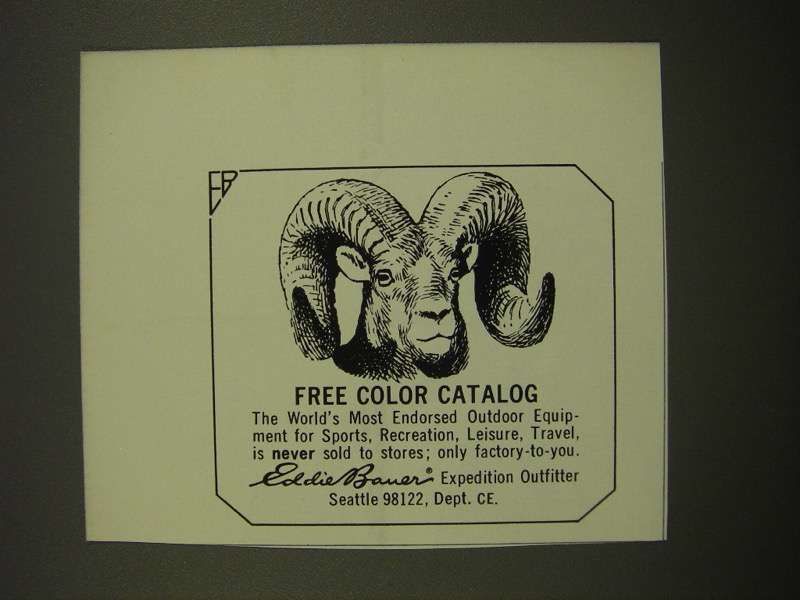 EB
FREE COLOR CATALOG
The World's Most Endorsed Outdoor Equip-
ment for Sports, Recreation, Leisure, Travel,
is never sold to stores; only factory-to-you.
Eddie Bauer® Expedition Outfitter
Seattle 98122, Dept. CE.